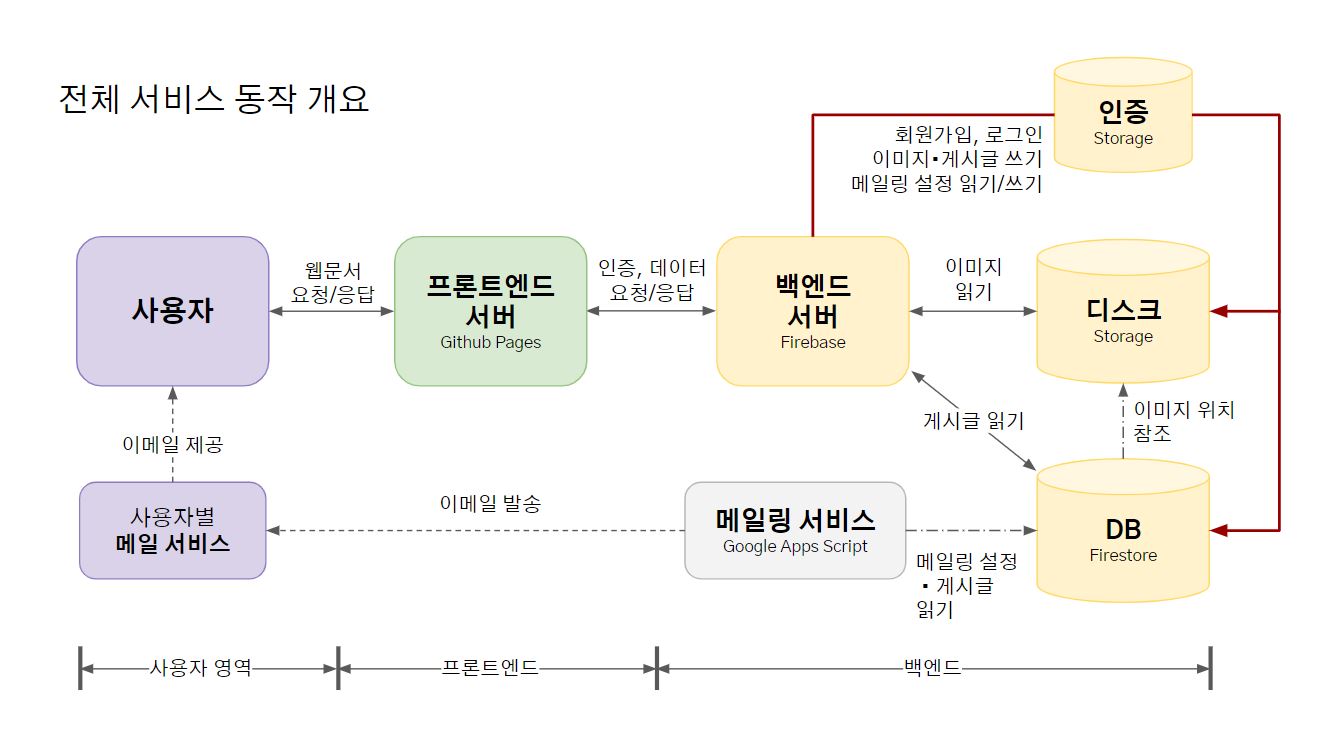 전체 서비스 동작 개요
인증
Storage
회원가입, 로그인
이미지▪게시글 쓰기
메일링 설정 읽기/쓰기
사용자
웹문서
요청/응답
프론트엔드
서버
Github Pages
인증, 데이터
요청/응답
백엔드
서버
Firebase
이미지
읽기
디스크
Storage
이메일 제공
게시글 읽기
이미지 위치
참조
사용자별
메일 서비스
이메일 발송
메일링 서비스
Google Apps Script
메일링 설정
▪ 게시글
읽기
DB
Firestore
사용자 영역
프론트엔드
백엔드